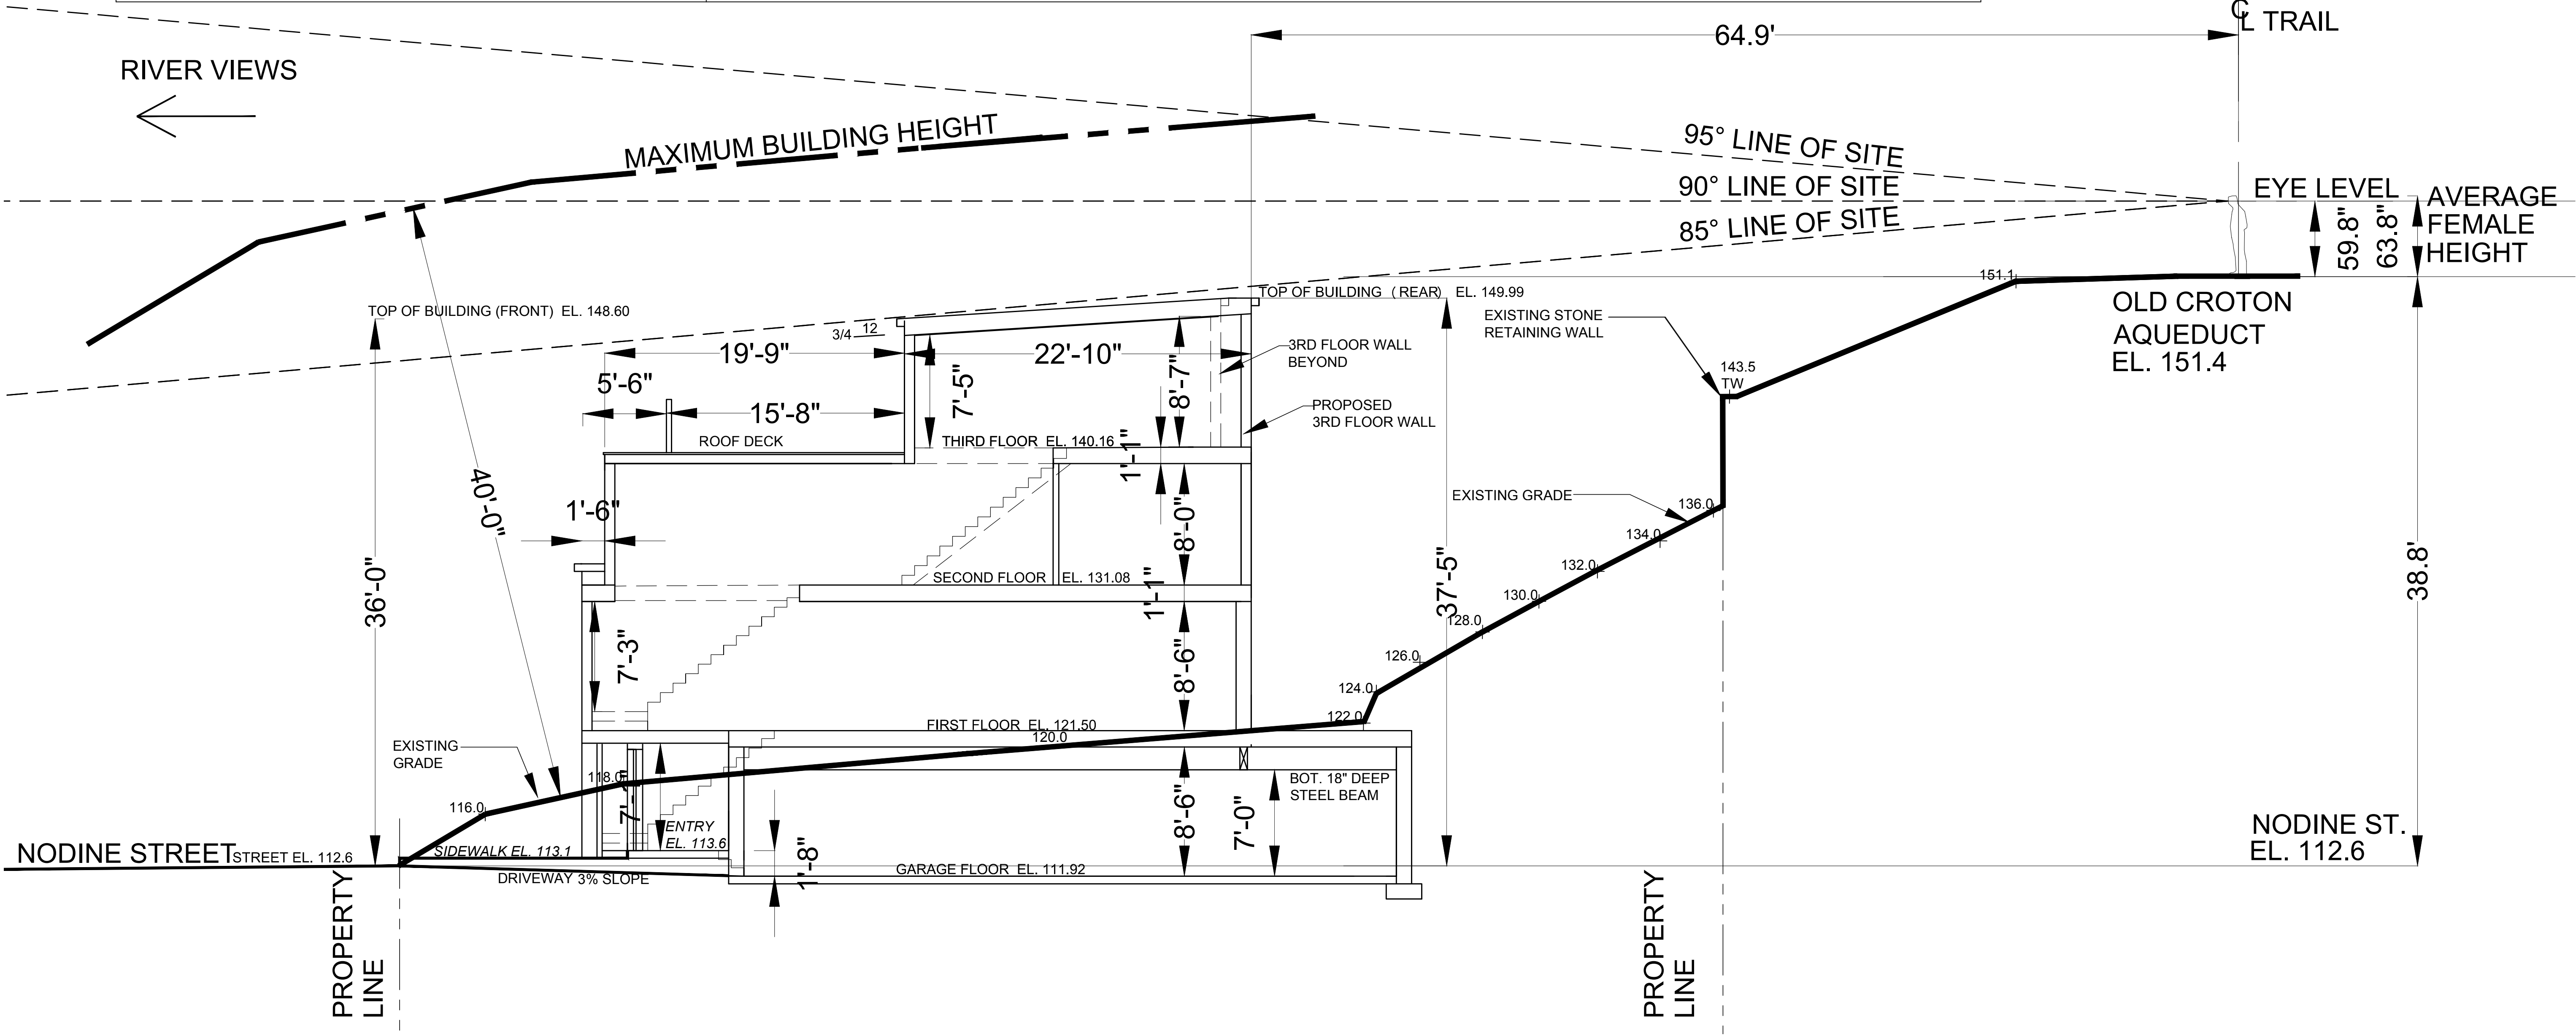 ℄ TRAIL
64.9'
RIVER VIEWS
MAXIMUM BUILDING HEIGHT
95° LINE OF SITE
90° LINE OF SITE
85° LINE OF SITE
EYE LEVEL
AVERAGE
FEMALE
HEIGHT
59.8"
63.8"
151.1
OLD CROTON
AQUEDUCT
EL. 151.4
TOP OF BUILDING (FRONT) EL. 148.60
TOP OF BUILDING (REAR) EL. 149.99
EXISTING STONE
RETAINING WALL
3/4
12
19'-9"
22'-10"
3RD FLOOR WALL
BEYOND
143.5
TW
5'-6"
15'-8"
7'-5"
8'-7"
PROPOSED
3RD FLOOR WALL
ROOF DECK
THIRD FLOOR EL. 140.16
1'-1"
40'-0"
1'-6"
8'-0"
EXISTING GRADE
136.0
134.0
132.0
130.0
128.0
126.0
124.0
122.0
36'-0"
37'-5"
38.8'
SECOND FLOOR EL. 131.08
1'-1"
7'-3"
8'-6"
FIRST FLOOR EL. 121.50
120.0
EXISTING
GRADE
118.0
116.0
BOT. 18" DEEP
STEEL BEAM
8'-6"
7'-0"
ENTRY
EL. 113.6
1'-8"
NODINE STREET
STREET EL. 112.6
SIDEWALK EL. 113.1
DRIVEWAY 3% SLOPE
GARAGE FLOOR EL. 111.92
NODINE ST.
EL. 112.6
PROPERTY
LINE
PROPERTY
LINE